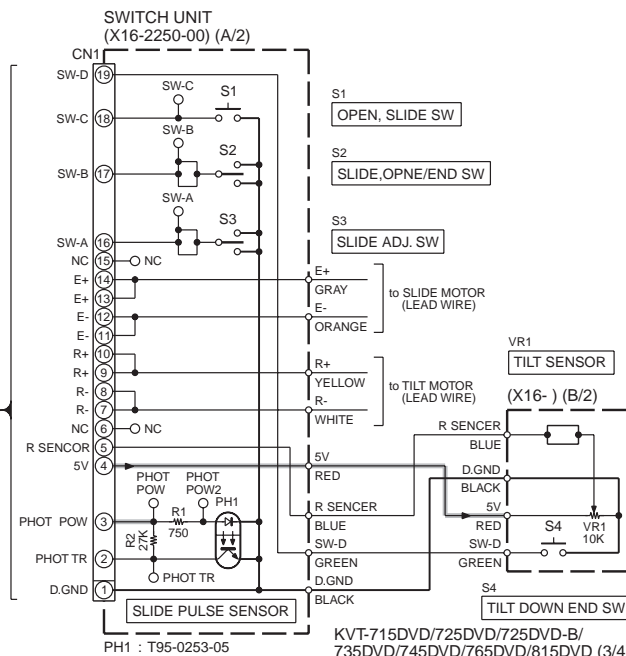 SWITCH UNIT
(X16-2250-00) (A/2)
CN1
SW-D 19
SW-C S1
SW-C 18
S1
OPEN, SLIDE SW
SW-B S2
SW-B 17
S2
SLIDE,OPNE/END SW
SW-A S3
SW-A 16
S3
SLIDE ADJ. SW
NC 15 NC
E+ 14
E+
GRAY
E+ 13
E- 12
E-
ORANGE
E- 11
to SLIDE MOTOR
(LEAD WIRE)
R+ 10
R+ 9
R+
YELLOW
R- 8
R- 7
R-
WHITE
to TILT MOTOR
(LEAD WIRE)
NC 6 NC
R SENCOR 5
5V 4
5V
RED
PHOT
POW
PHOT
POW2
PH1
PHOT POW 3
R1
750
R2
27K
PHOT TR 2
PHOT TR
D.GND 1
R SENCER
BLUE
SW-D
GREEN
D.GND
BLACK
SLIDE PULSE SENSOR
PH1 : T95-0253-05
VR1
TILT SENSOR
(X16- ) (B/2)
R SENCER
BLUE
D.GND
BLACK
5V
RED
VR1
10K
SW-D
GREEN
S4
S4
TILT DOWN END SW
KVT-715DVD/725DVD/725DVD-B/
735DVD/745DVD/765DVD/815DVD (3/4